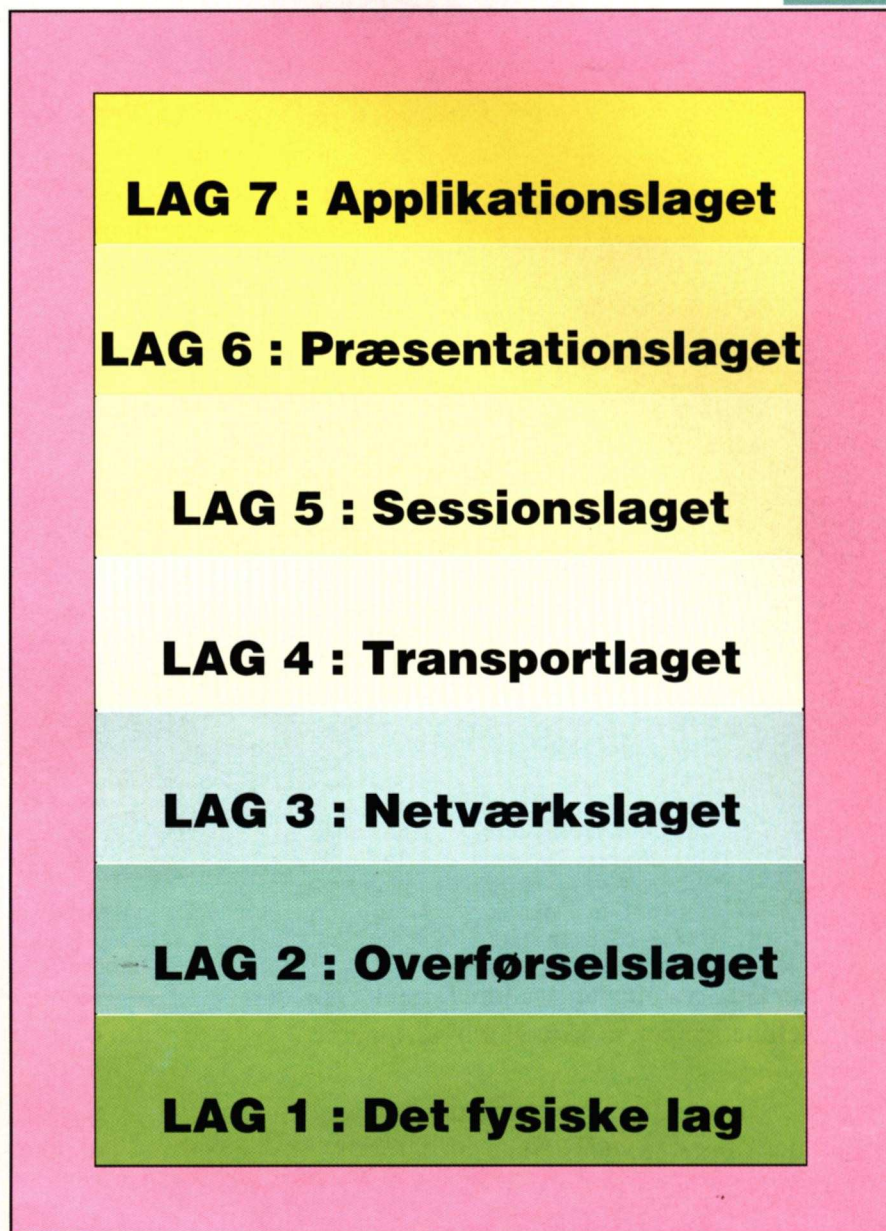 LAG 7 : Applikationslaget
LAG 6 : Præsentationslaget
LAG 5 : Sessionslaget
LAG 4 : Transportlaget
LAG 3 : Netværkslaget
LAG 2 : Overførselslaget
LAG 1 : Det fysiske lag